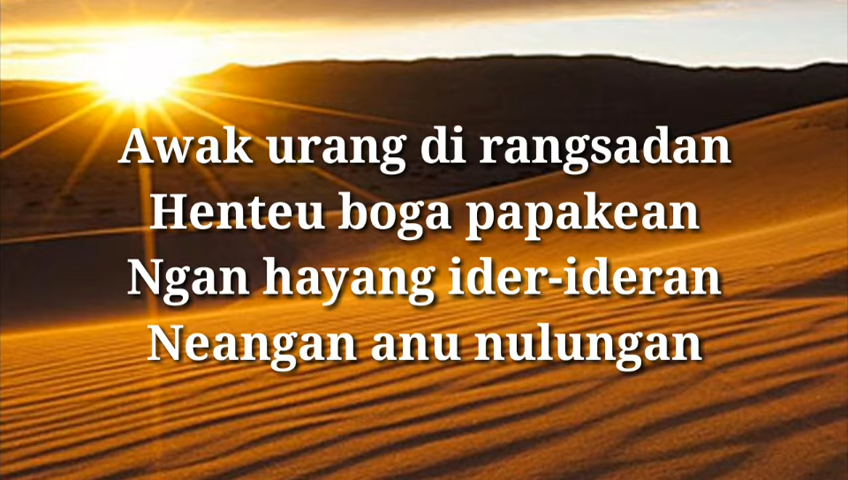 Awak urang di rangsadan
Henteu boga papakean
Ngan hayang ider-ideran
Neangan anu nulungan